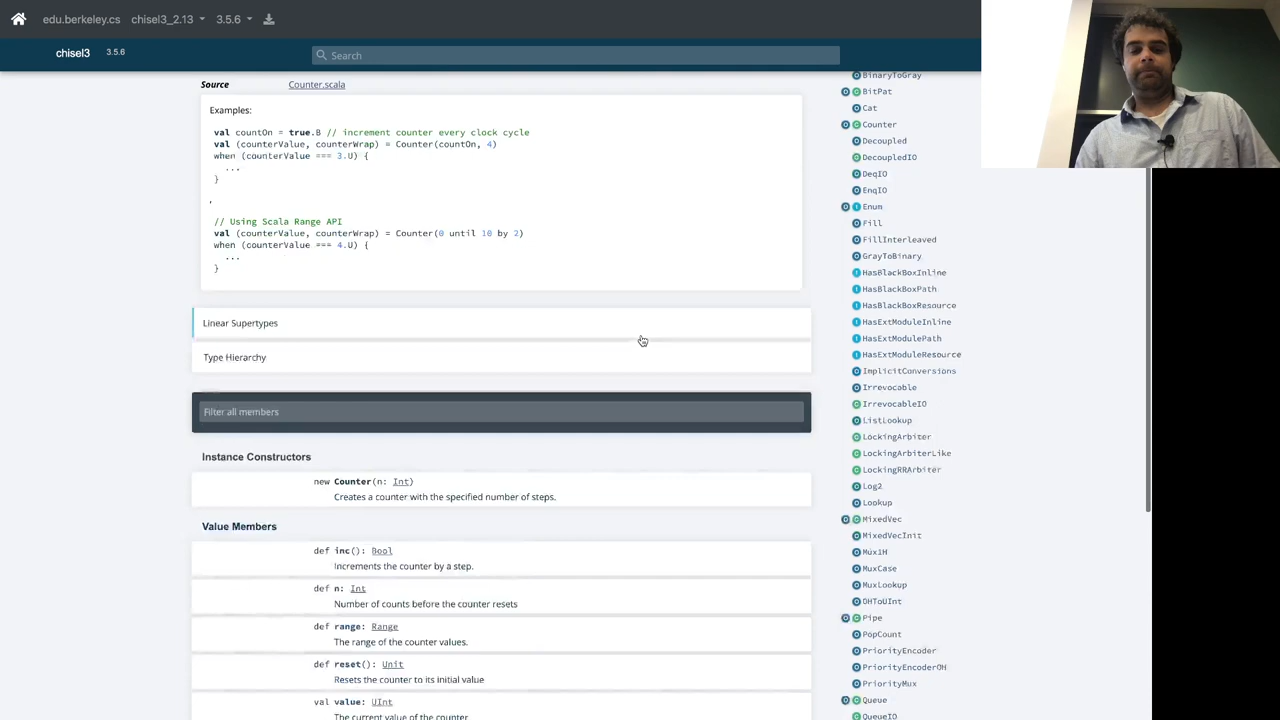 edu.berkeley.cs chisel3_2.13 3.5.6
chisel3 3.5.6 Search
Source Counter.scala
Examples:
val countOn = true.B // increment counter every clock cycle
val (counterValue, counterWrap) = Counter(countOn, 4)
when (counterValue === 3.U) {
...
}
,
// Using Scala Range API
val (counterValue, counterWrap) = Counter(0 until 10 by 2)
when (counterValue === 4.U) {
...
}
Linear Supertypes
Type Hierarchy
Filter all members
Instance Constructors
new Counter(n: Int)
Creates a counter with the specified number of steps.
Value Members
def inc(): Bool
Increments the counter by a step.
def n: Int
Number of counts before the counter resets
def range: Range
The range of the counter values.
def reset(): Unit
Resets the counter to its initial value
val value: UInt
The current value of the counter
BinaryToGray
BitPat
Cat
Counter
Decoupled
DecoupledIO
DeqIO
EnqIO
Enum
Fill
FillInterleaved
GrayToBinary
HasBlackBoxInline
HasBlackBoxPath
HasBlackBoxResource
HasExtModuleInline
HasExtModulePath
HasExtModuleResource
ImplicitConversions
Irrevocable
IrrevocableIO
ListLookup
LockingArbiter
LockingArbiterLike
LockingRRArbiter
Log2
Lookup
MixedVec
MixedVecInit
Mux1H
MuxCase
MuxLookup
OHToUInt
Pipe
PopCount
PriorityEncoder
PriorityEncoderOH
PriorityMux
Queue
QueueIO